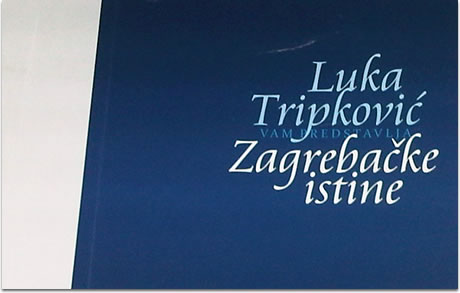 Luka
Tripković
VAM PREDSTAVLJA
Zagrebačke
istine